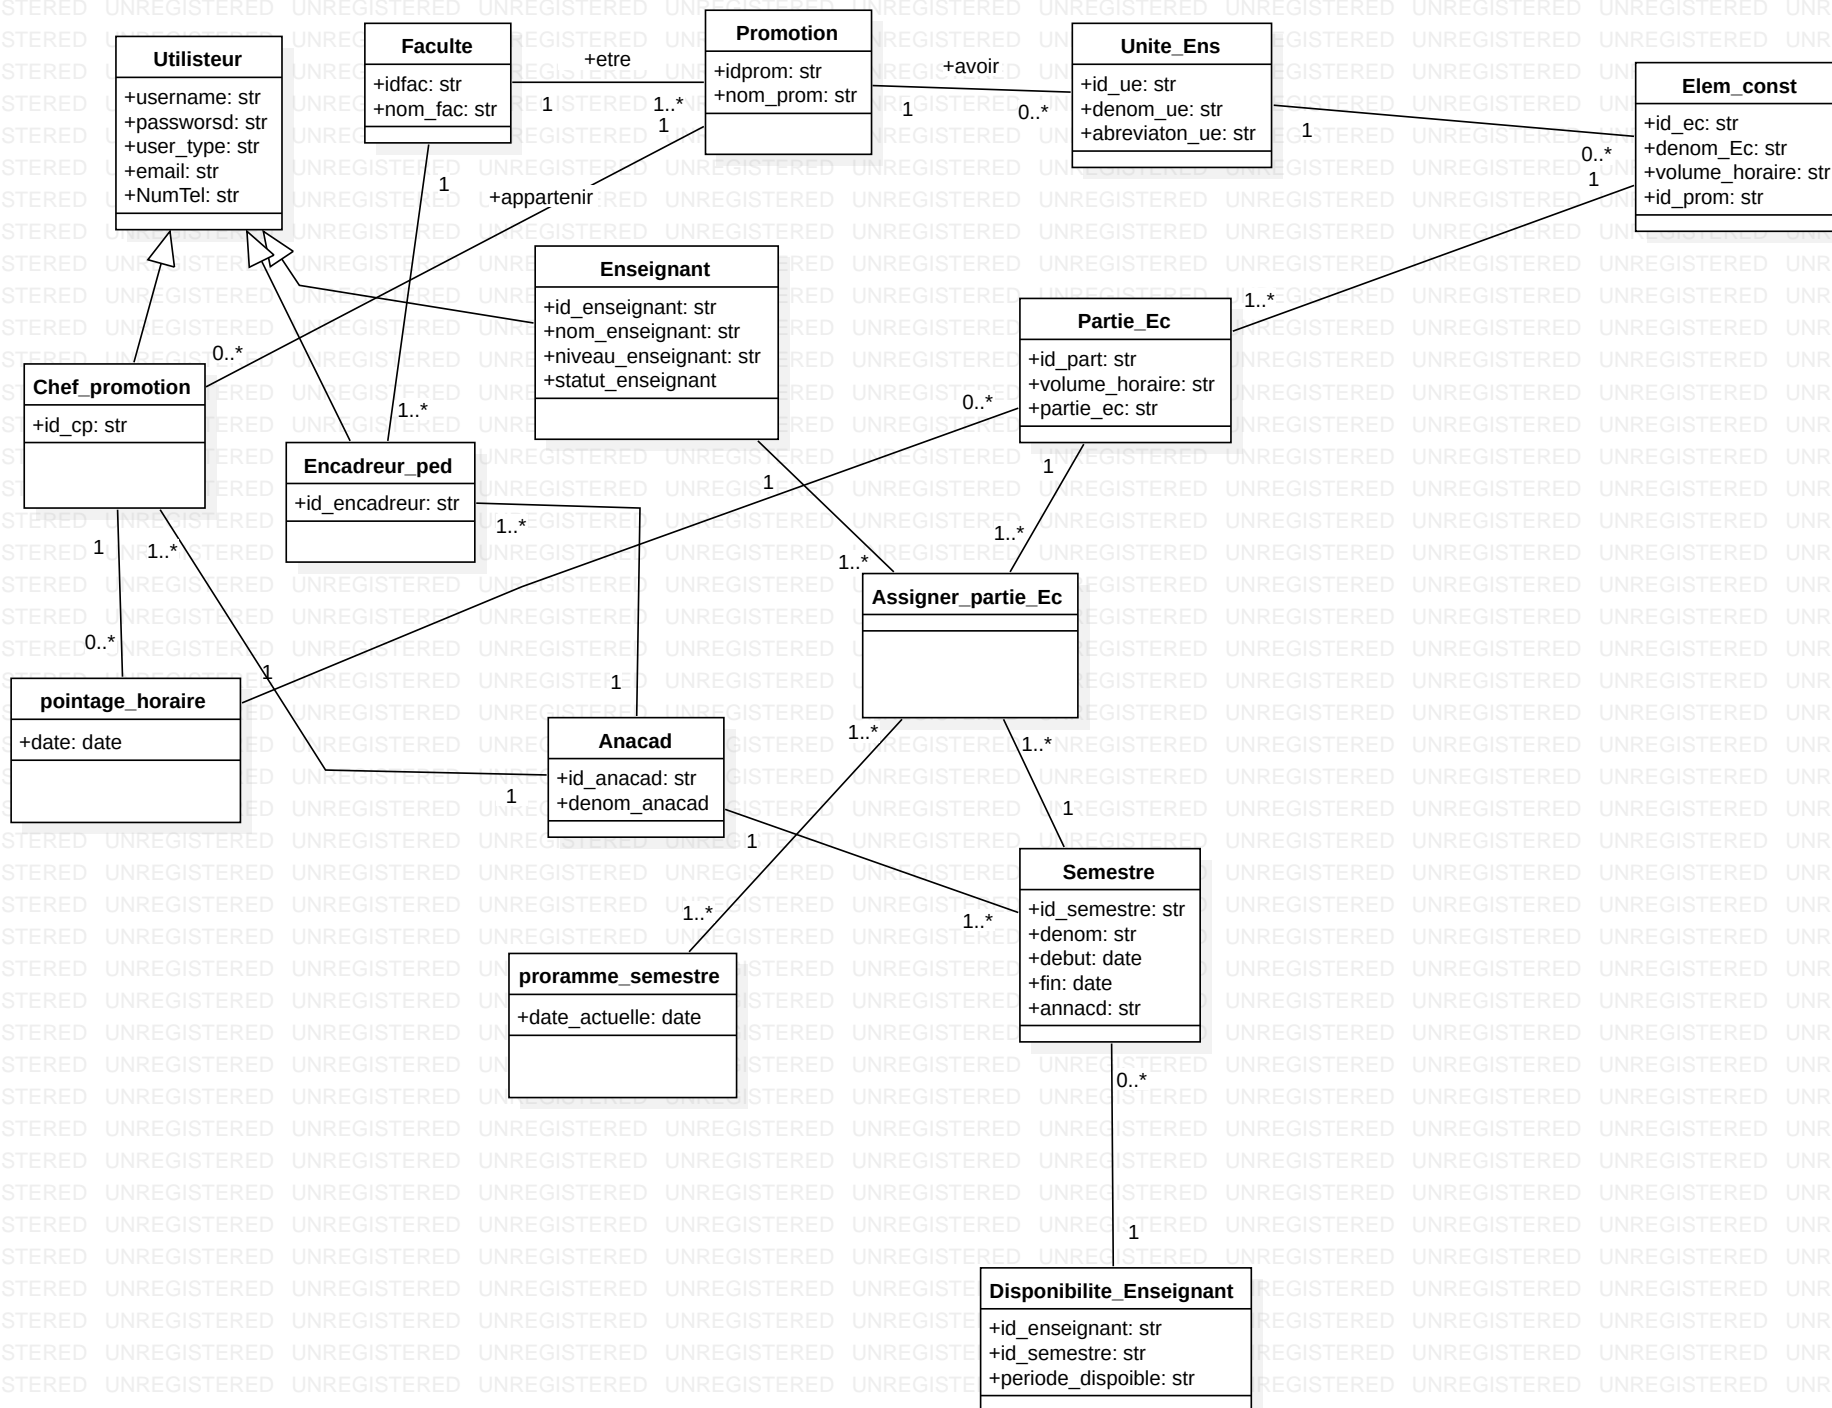 Utilisteur
+username: str
+passworsd: str
+user_type: str
+email: str
+NumTel: str
Faculte
+idfac: str
+nom_fac: str
+etre
1
1..*
1
Promotion
+idprom: str
+nom_prom: str
+avoir
1
0..*
Unite_Ens
+id_ue: str
+denom_ue: str
+abreviaton_ue: str
1
0..*
1
Elem_const
+id_ec: str
+denom_Ec: str
+volume_horaire: str
+id_prom: str
1
+appartenir
0..*
1..*
Enseignant
+id_enseignant: str
+nom_enseignant: str
+niveau_enseignant: str
+statut_enseignant
1..*
Partie_Ec
+id_part: str
+volume_horaire: str
+partie_ec: str
0..*
1
1
1..*
1..*
Chef_promotion
+id_cp: str
1
1..*
Encadreur_ped
+id_encadreur: str
1..*
Assigner_partie_Ec
0..*
1
1
pointage_horaire
+date: date
1
Anacad
+id_anacad: str
+denom_anacad
1
1..*
1..*
1..*
1
1..*
proramme_semestre
+date_actuelle: date
Semestre
+id_semestre: str
+denom: str
+debut: date
+fin: date
+annacd: str
0..*
1
Disponibilite_Enseignant
+id_enseignant: str
+id_semestre: str
+periode_dispoible: str
UNREGISTERED